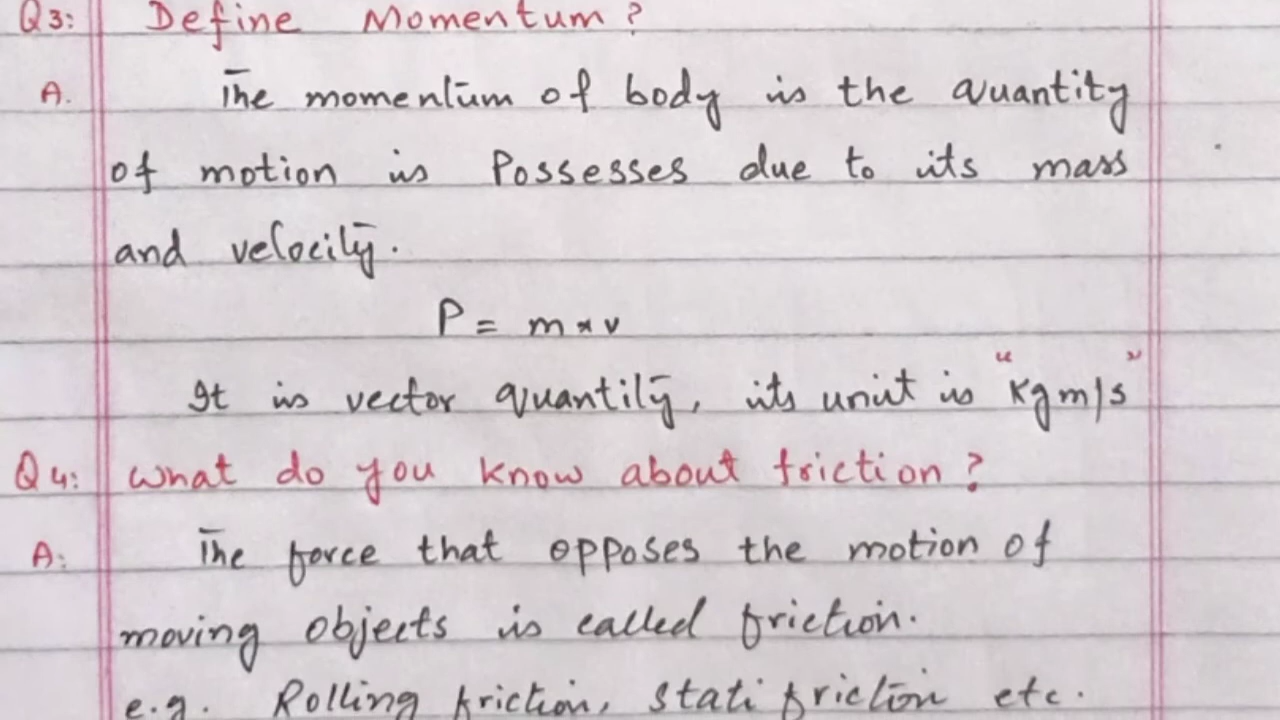 Q3: Define Momentum?
A. The momentum of body is the quantity
of motion is Possesses due to its mass
and velocity.
P = m × v
It is vector quantity, its unit is "Kgm/s"
Q4: What do you know about friction?
A: The force that opposes the motion of
moving objects is called friction.
e.g. Rolling friction, stati friction etc.